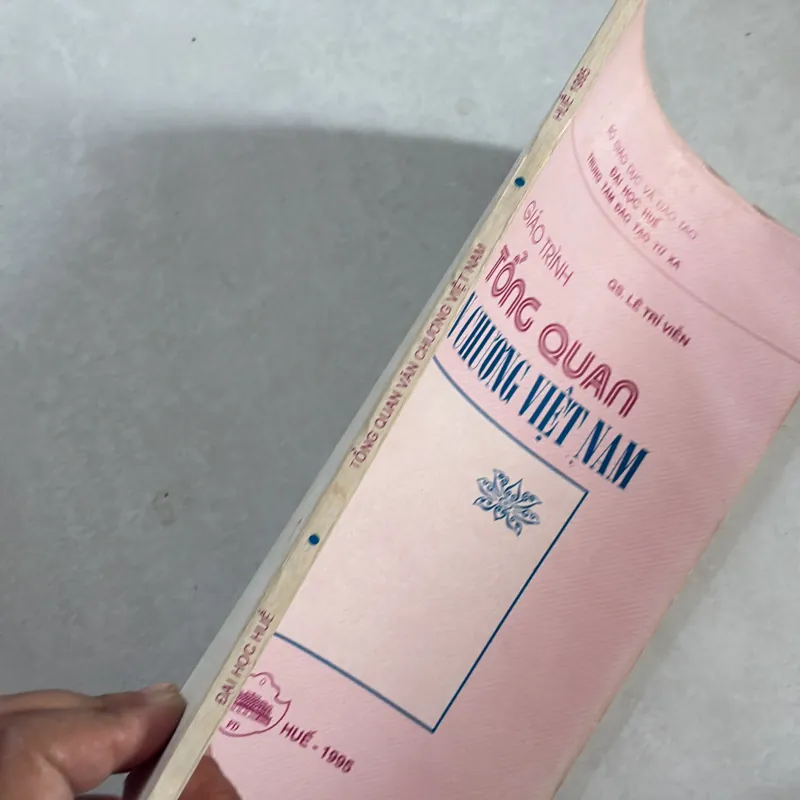 HUẾ 1995
TỔNG QUAN VĂN CHƯƠNG VIỆT NAM
ĐẠI HỌC HUẾ
BỘ GIÁO DỤC VÀ ĐÀO TẠO
ĐẠI HỌC HUẾ
TRUNG TÂM ĐÀO TẠO TỪ XA
GS. LÊ TRÍ VIỄN
GIÁO TRÌNH
TỔNG QUAN
N CHƯƠNG VIỆT NAM
HUẾ - 1995